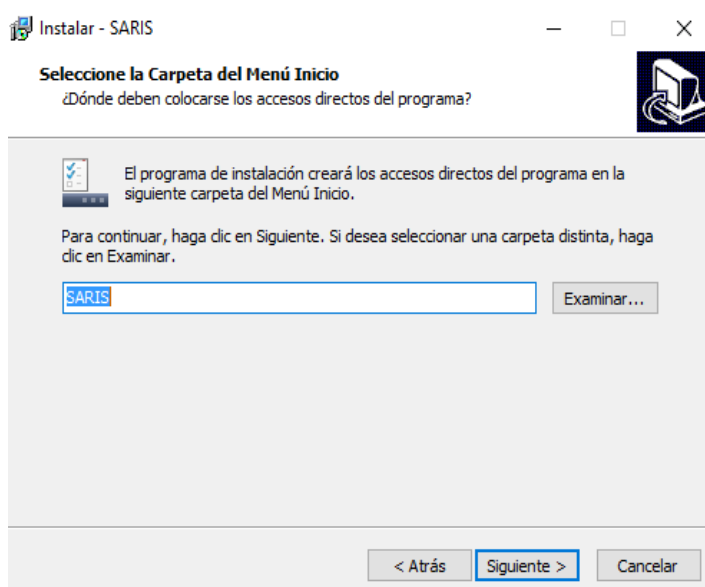 Instalar - SARIS
Seleccione la Carpeta del Menú Inicio
¿Dónde deben colocarse los accesos directos del programa?
El programa de instalación creará los accesos directos del programa en la
siguiente carpeta del Menú Inicio.
Para continuar, haga clic en Siguiente. Si desea seleccionar una carpeta distinta, haga
clic en Examinar.
SARIS
Examinar...
< Atrás
Siguiente >
Cancelar